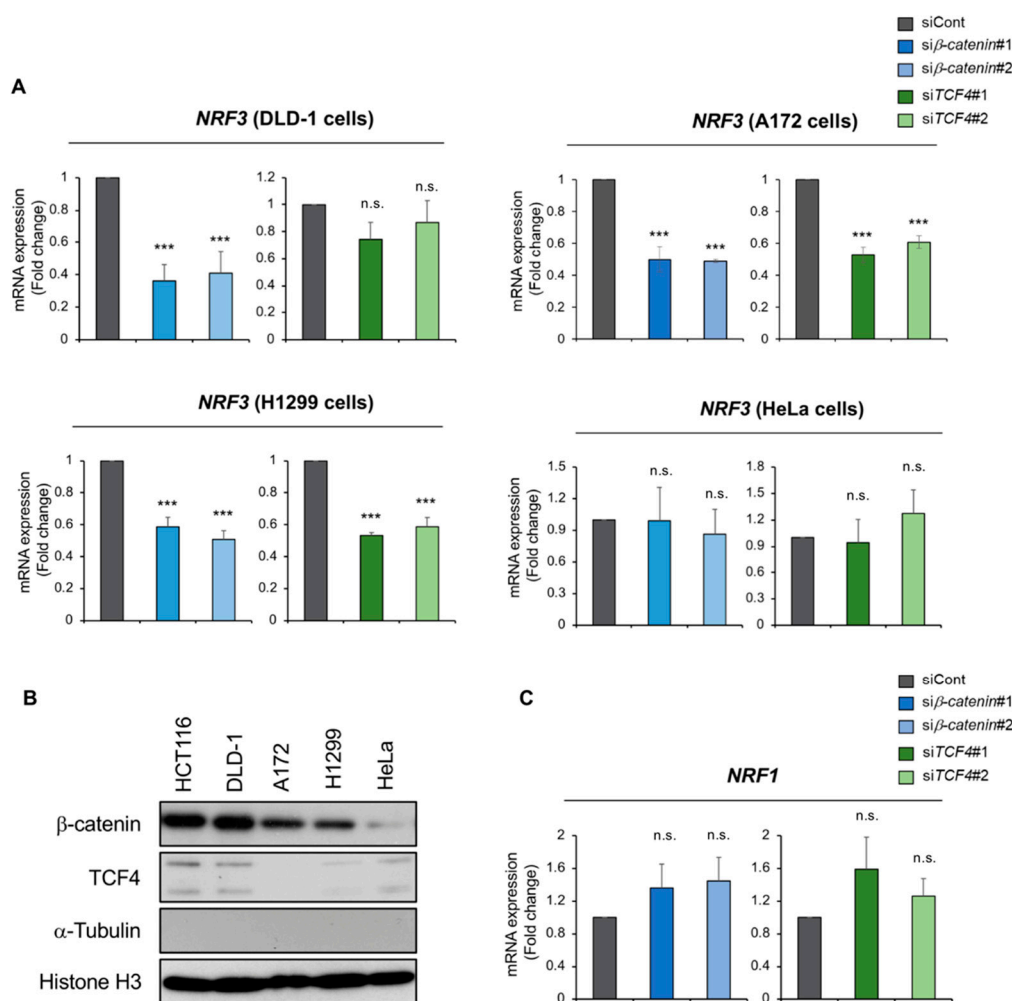 siCont
siβ-catenin#1
siβ-catenin#2
siTCF4#1
siTCF4#2
A
NRF3 (DLD-1 cells)
mRNA expression
(Fold change)
1
0.8
0.6
0.4
0.2
0
***
***
1.2
1
0.8
0.6
0.4
0.2
0
n.s.
n.s.
NRF3 (A172 cells)
mRNA expression
(Fold change)
1
0.8
0.6
0.4
0.2
0
***
***
1
0.8
0.6
0.4
0.2
0
***
***
NRF3 (H1299 cells)
mRNA expression
(Fold change)
1
0.8
0.6
0.4
0.2
0
***
***
1
0.8
0.6
0.4
0.2
0
***
***
NRF3 (HeLa cells)
mRNA expression
(Fold change)
1.5
1.2
0.9
0.6
0.3
0
n.s.
n.s.
1.8
1.5
1.2
0.9
0.6
0.3
0
n.s.
n.s.
B
HCT116
DLD-1
A172
H1299
HeLa
β-catenin
TCF4
α-Tubulin
Histone H3
C
siCont
siβ-catenin#1
siβ-catenin#2
siTCF4#1
siTCF4#2
NRF1
mRNA expression
(Fold change)
2
1.6
1.2
0.8
0.4
0
n.s.
n.s.
2
1.6
1.2
0.8
0.4
0
n.s.
n.s.